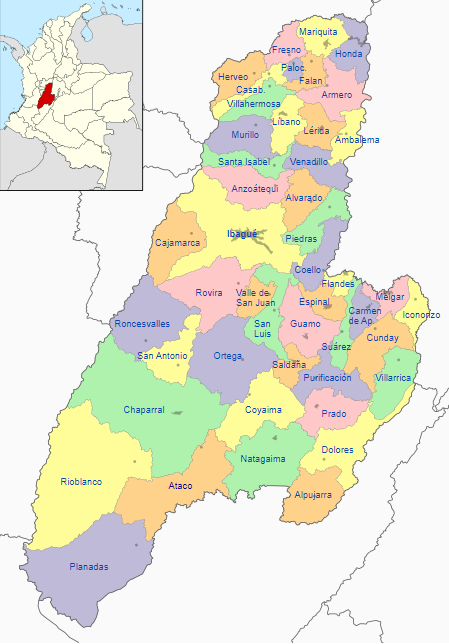 Mariquita
Fresno
Honda
Paloc.
Herveo
Falan
Casab.
Armero
Villahermosa
Líbano
Murillo
Lérida
Ambalema
Santa Isabel
Venadillo
Anzoátequi
Alvarado
Ibagué
Piedras
Cajamarca
Coello
Flandes
Rovira
Valle de
San Juan
Espinal
Melgar
Carmen
de Ap.
Icononzo
Roncesvalles
San
Luis
Guamo
Cunday
Suárez
San Antonio
Ortega
Saldaña
Purificación
Villarrica
Chaparral
Coyaima
Prado
Natagaima
Dolores
Rioblanco
Ataco
Alpujarra
Planadas